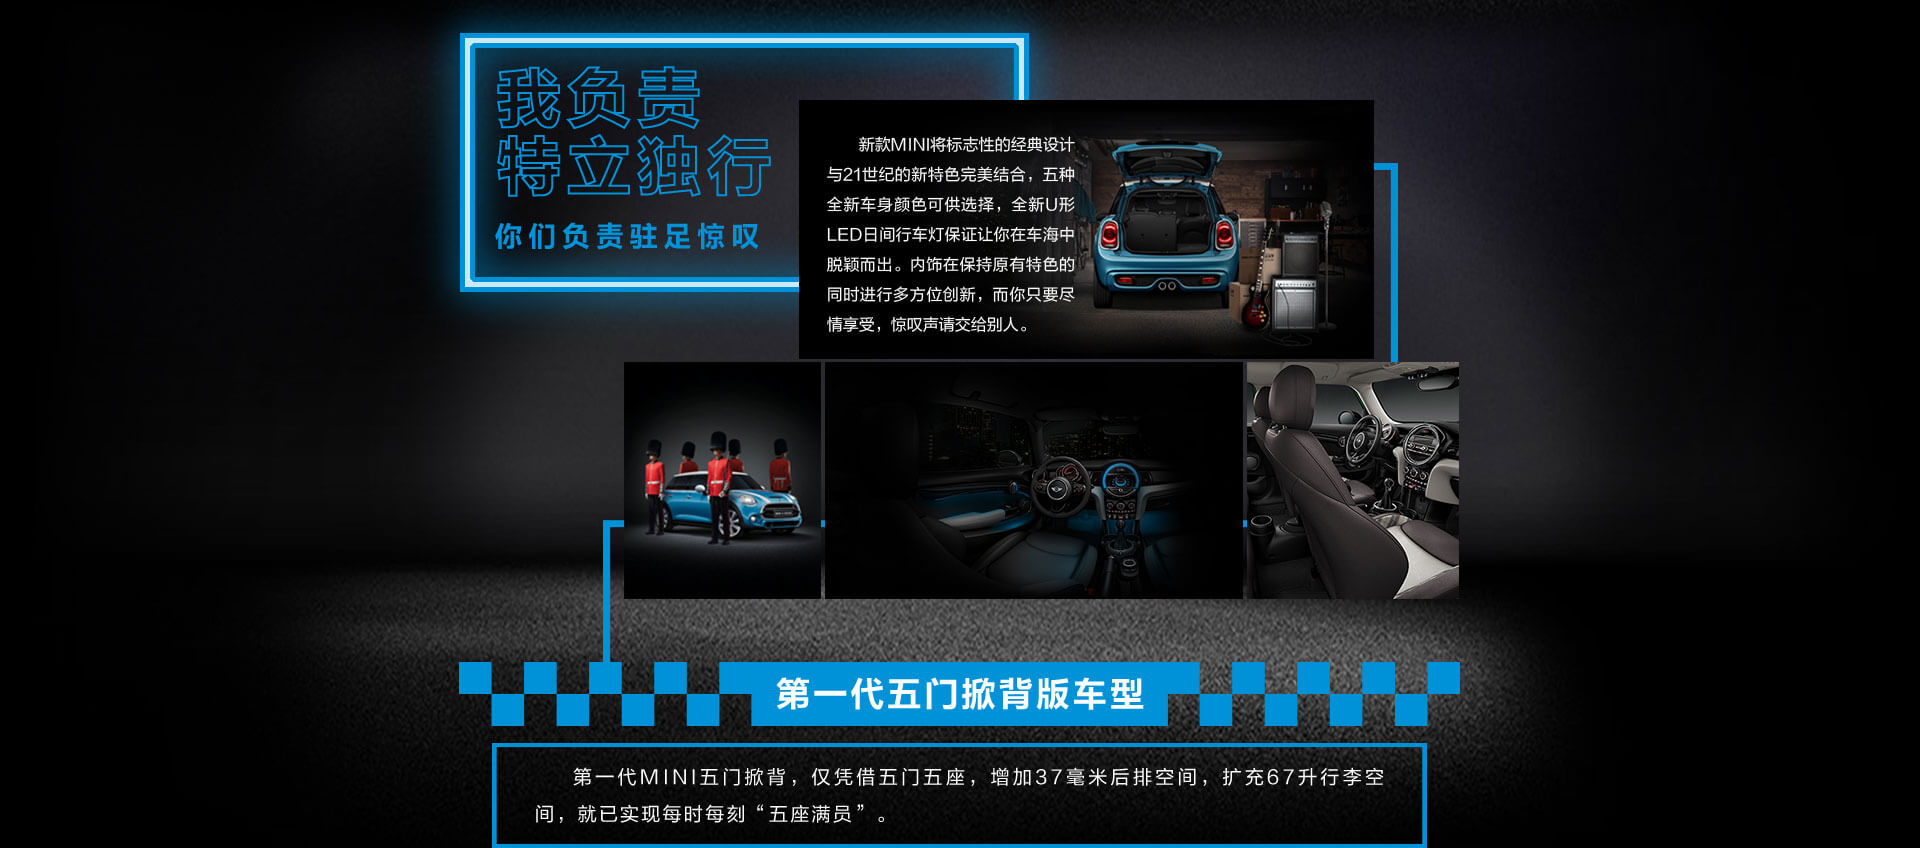 我负责
特立独行
你们负责驻足惊叹
新款MINI将标志性的经典设计
与21世纪的新特色完美结合，五种
全新车身颜色可供选择，全新U形
LED日间行车灯保证让你在车海中
脱颖而出。内饰在保持原有特色的
同时进行多方位创新，而你只要尽
情享受，惊叹声请交给别人。
第一代五门掀背版车型
第一代MINI五门掀背，仅凭借五门五座，增加37毫米后排空间，扩充67升行李空
间，就已实现每时每刻“五座满员”。